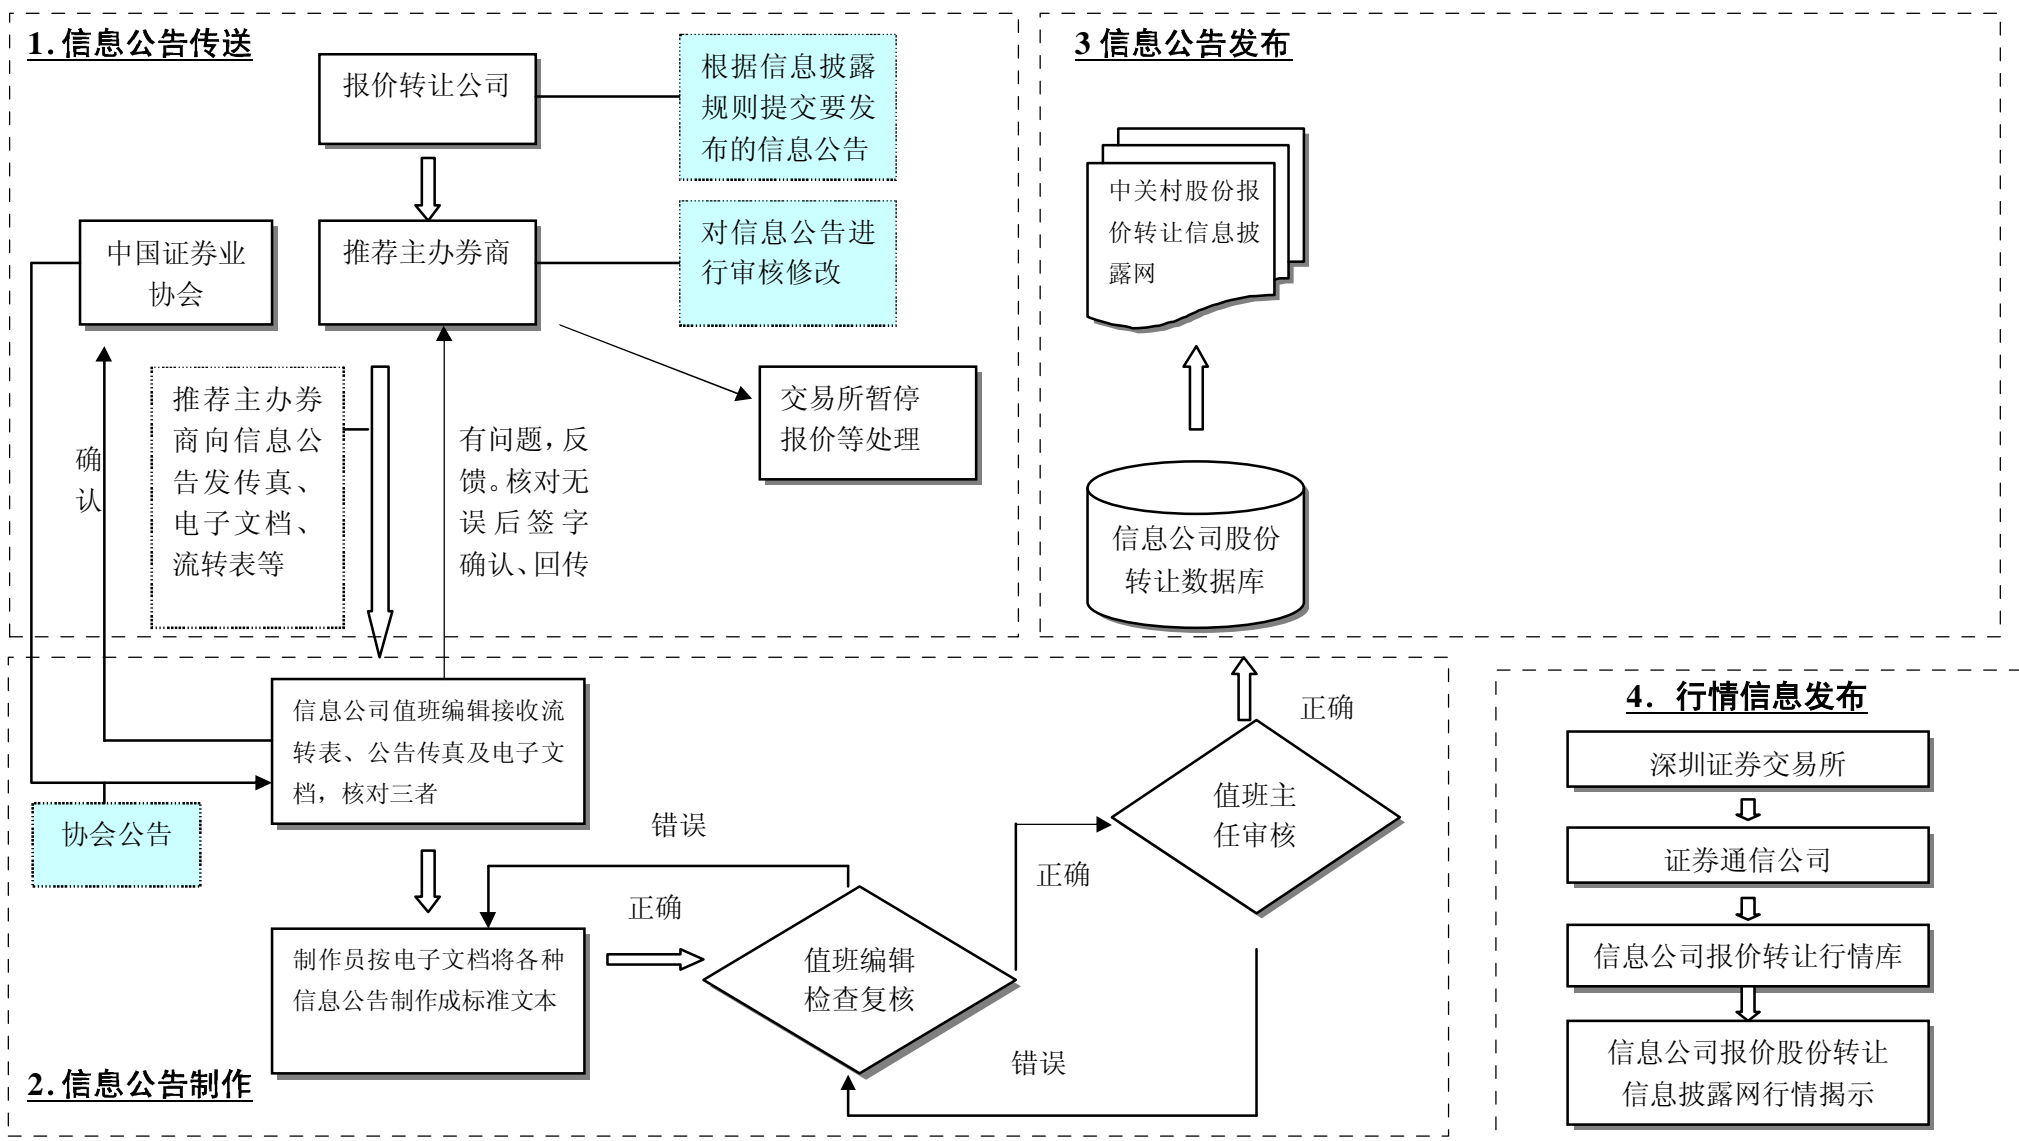 1.信息公告传送
报价转让公司
根据信息披露
规则提交要发
布的信息公告
中国证券业
协会
推荐主办券商
对信息公告进
行审核修改
交易所暂停
报价等处理
确
认
推荐主办券
商向信息公
告发传真、
电子文档、
流转表等
有问题，反
馈。核对无
误后签字
确认、回传
3 信息公告发布
中关村股份报
价转让信息披
露网
信息公司股份
转让数据库
信息公司值班编辑接收流
转表、公告传真及电子文
档，核对三者
协会公告
错误
正确
制作员按电子文档将各种
信息公告制作成标准文本
值班编辑
检查复核
正确
值班主
任审核
正确
错误
2.信息公告制作
4. 行情信息发布
深圳证券交易所
证券通信公司
信息公司报价转让行情库
信息公司报价股份转让
信息披露网行情揭示